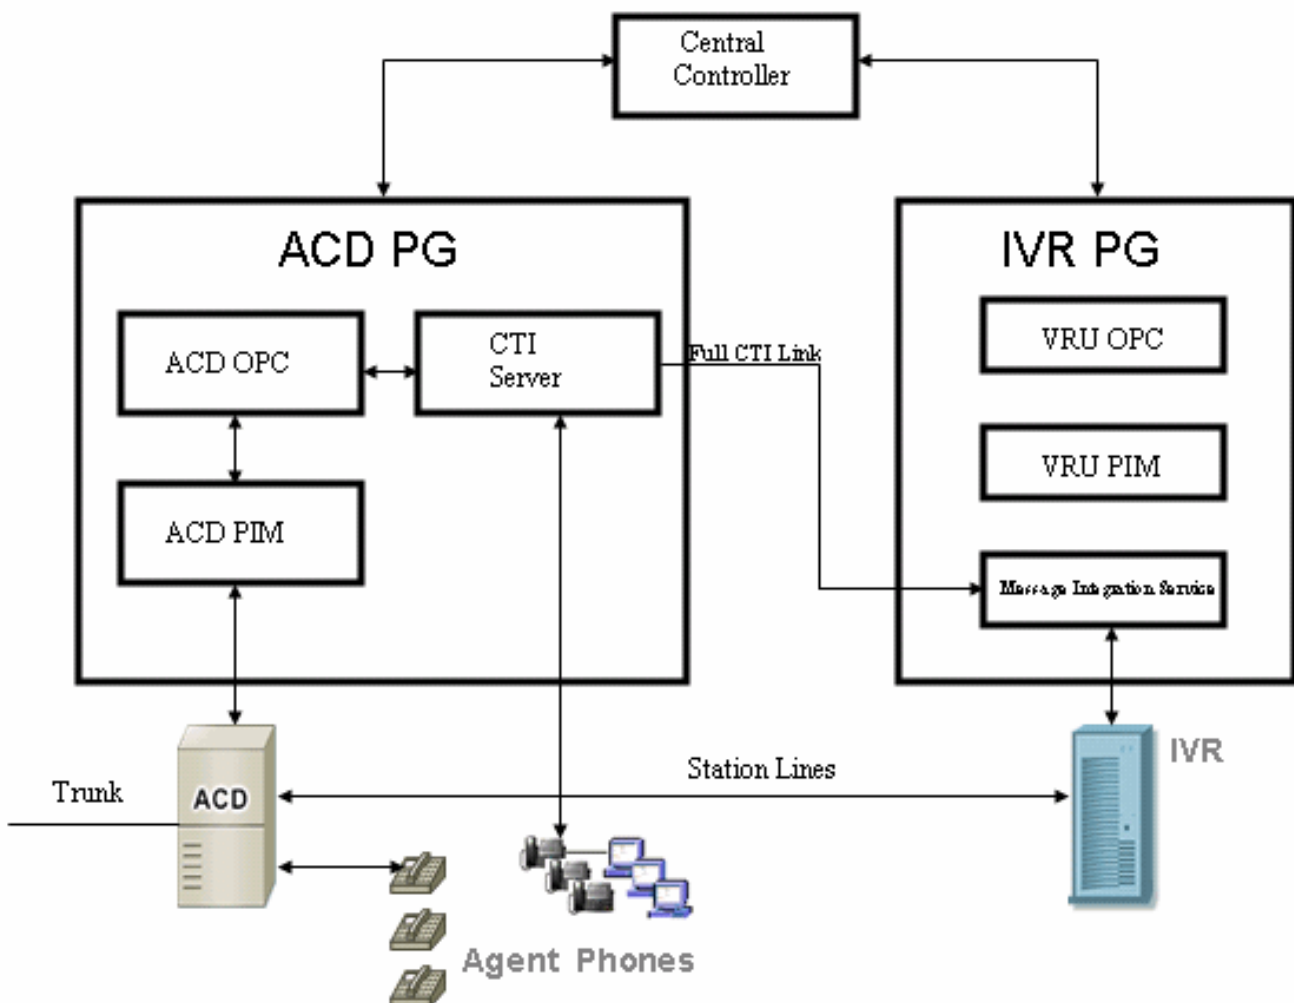 Central
Controller
ACD PG
IVR PG
ACD OPC
CTI
Server
Full CTI Link
VRU OPC
VRU PIM
ACD PIM
Message Integration Service
Trunk
ACD
Station Lines
IVR
Agent Phones